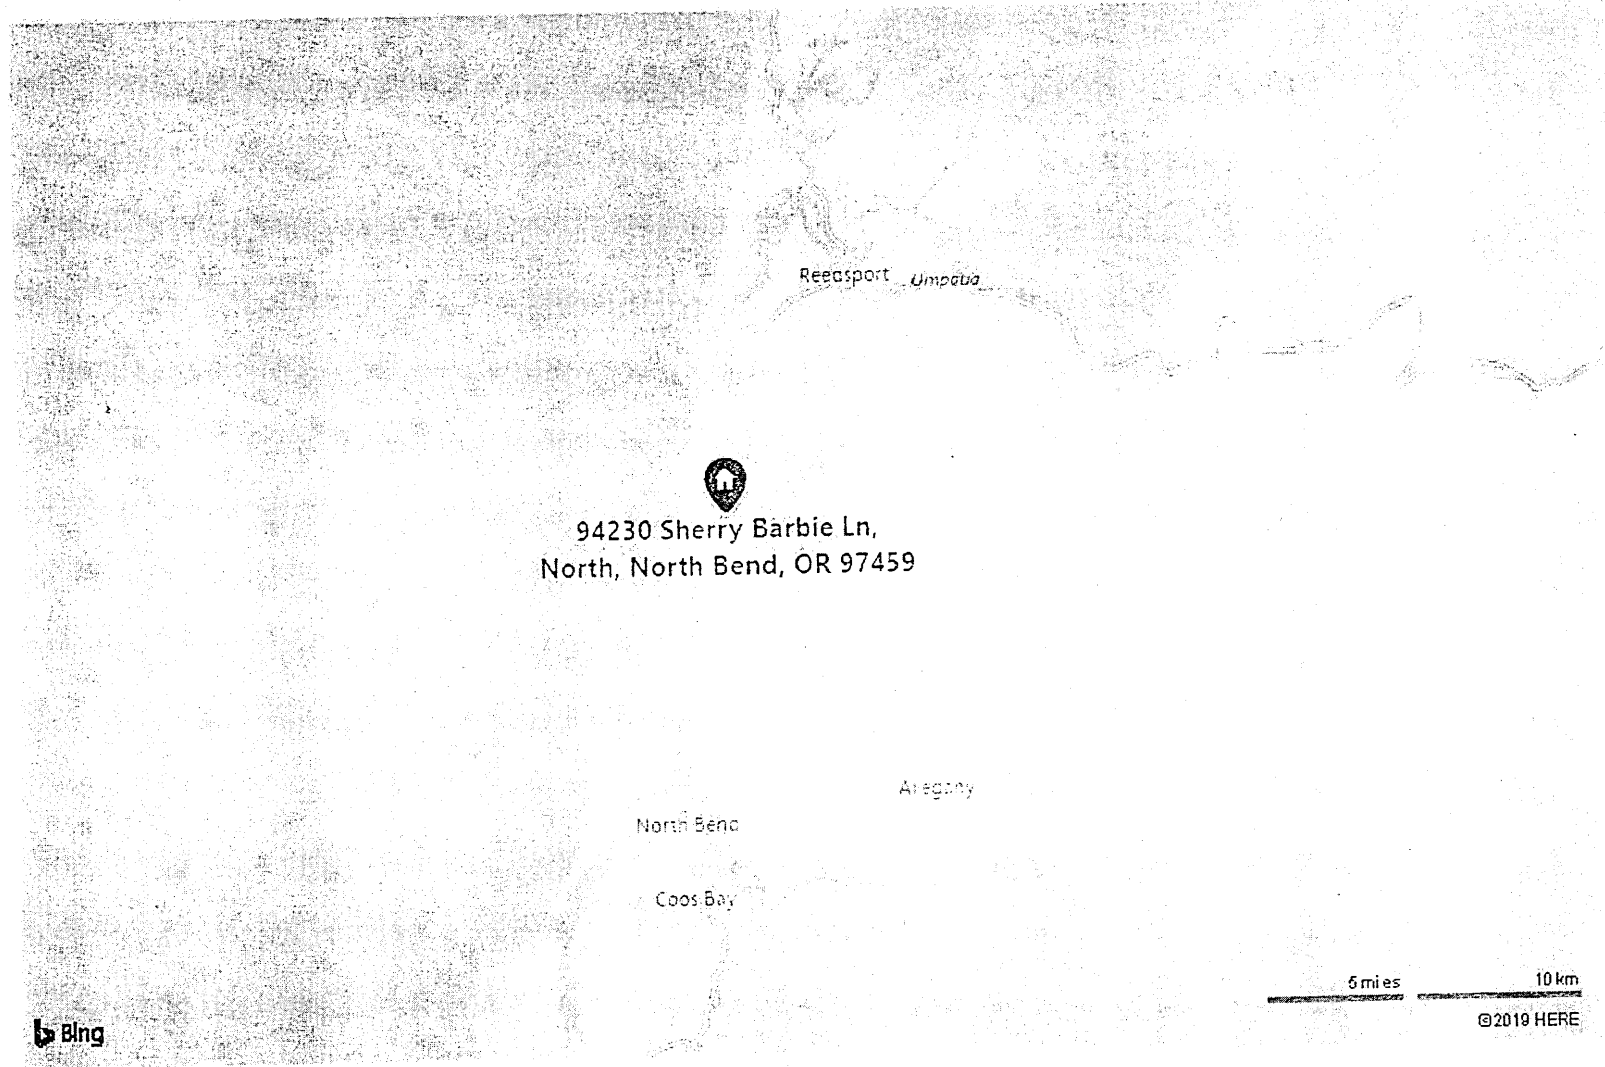 Reedsport Umpqua
94230 Sherry Barbie Ln,
North, North Bend, OR 97459
Allegany
North Bend
Coos Bay
5 miles 10 km
Bing
©2019 HERE